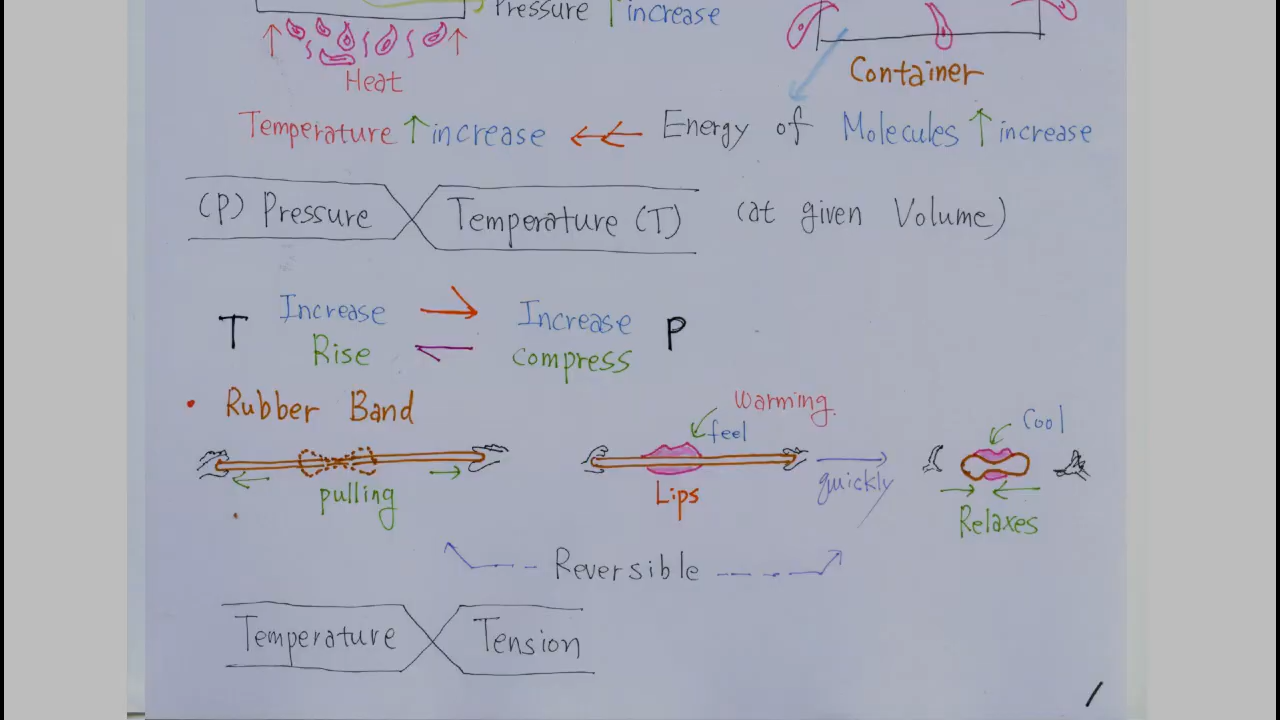 Pressure ↑ increase
Heat
Container
Temperature ↑ increase ← Energy of Molecules ↑ increase
(P) Pressure Temperature (T) (at given Volume)
T Increase → Increase P
Rise ← compress
• Rubber Band
Warming.
feel
Cool
pulling
Lips
quickly
Relaxes
Reversible
Temperature Tension
1